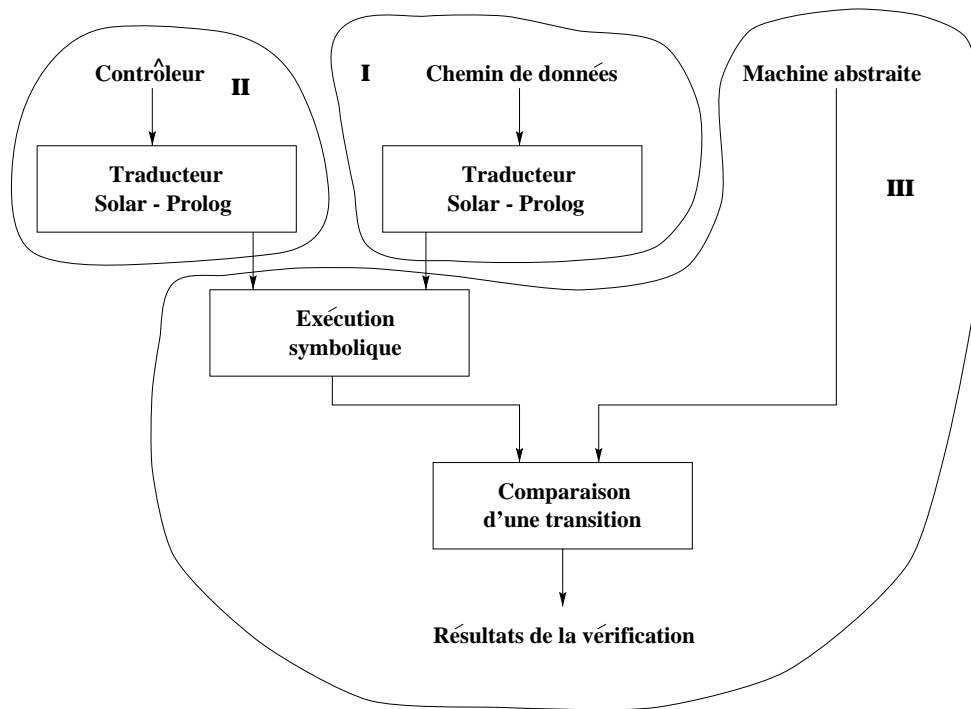 Contrôleur
II
Traducteur
Solar - Prolog
I
Chemin de données
Traducteur
Solar - Prolog
Machine abstraite
III
Exécution
symbolique
Comparaison
d'une transition
Résultats de la vérification